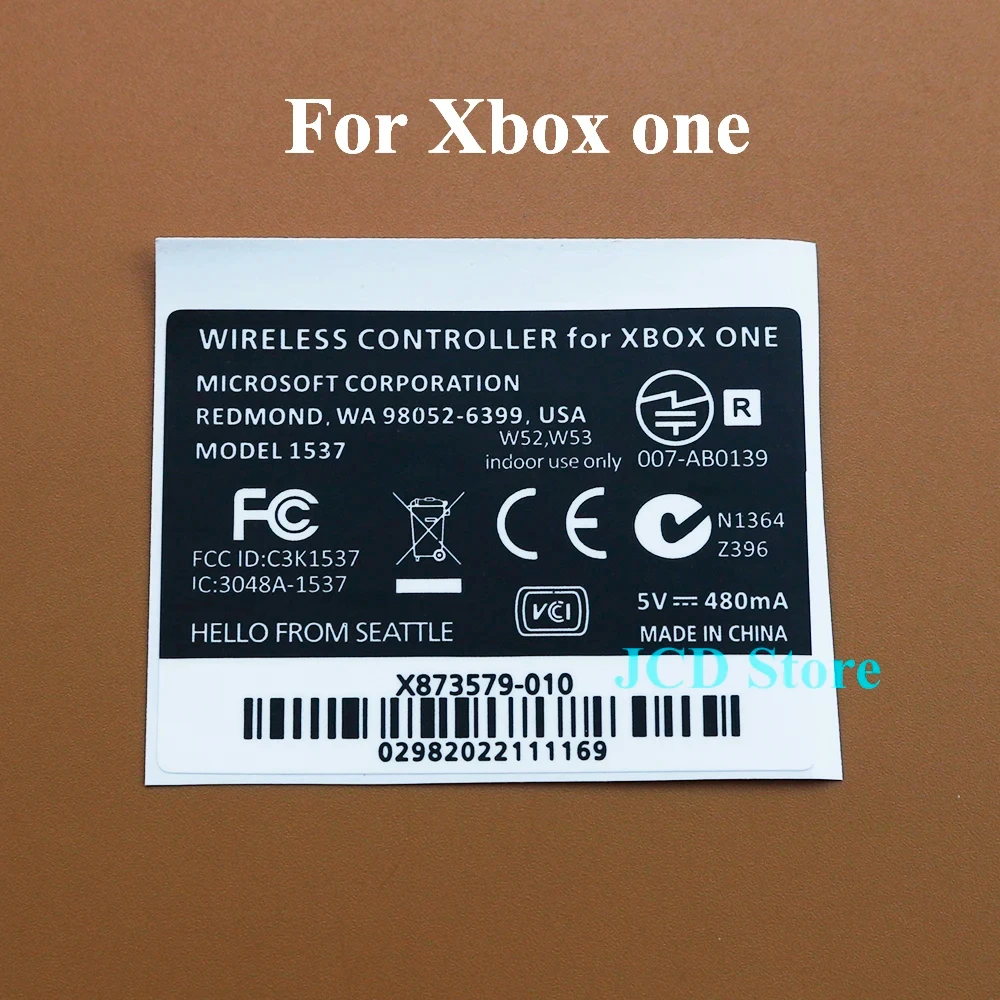 For Xbox one
WIRELESS CONTROLLER for XBOX ONE
MICROSOFT CORPORATION
REDMOND, WA 98052-6399, USA
MODEL 1537
W52,W53
indoor use only
R
007-AB0139
FC
FCC ID:C3K1537
IC:3048A-1537
CE
N1364
Z396
HELLO FROM SEATTLE
VCCI
5V 480mA
MADE IN CHINA
JCD Store
X873579-010
02982022111169